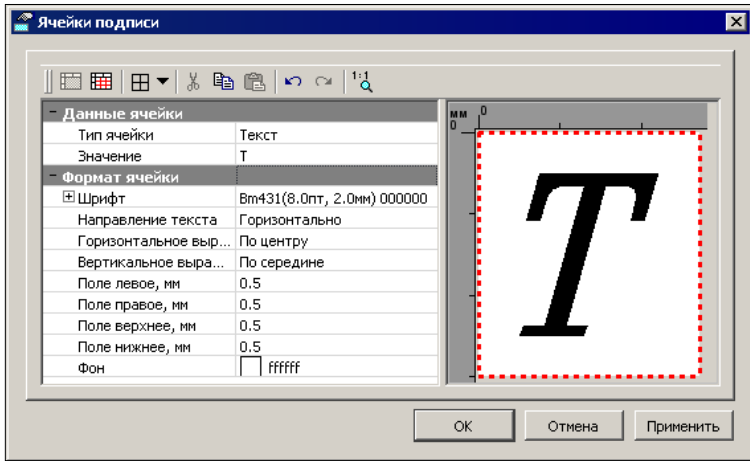 Ячейки подписи
1:1
Данные ячейки
Тип ячейки Текст
Значение Т
Формат ячейки
Шрифт Bm431(8.0пт, 2.0мм) 000000
Направление текста Горизонтально
Горизонтальное выр... По центру
Вертикальное выра... По середине
Поле левое, мм 0.5
Поле правое, мм 0.5
Поле верхнее, мм 0.5
Поле нижнее, мм 0.5
Фон ffffff
мм 0
0
Т
ОК Отмена Применить